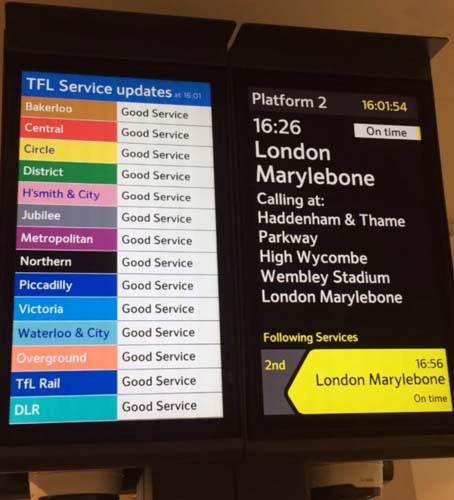 TFL Service updates at 16:01
Bakerloo Good Service
Central Good Service
Circle Good Service
District Good Service
H'smith & City Good Service
Jubilee Good Service
Metropolitan Good Service
Northern Good Service
Piccadilly Good Service
Victoria Good Service
Waterloo & City Good Service
Overground Good Service
TfL Rail Good Service
DLR Good Service
Platform 2 16:01:54
16:26 On time
London
Marylebone
Calling at:
Haddenham & Thame
Parkway
High Wycombe
Wembley Stadium
London Marylebone
Following Services
2nd 16:56
London Marylebone
On time